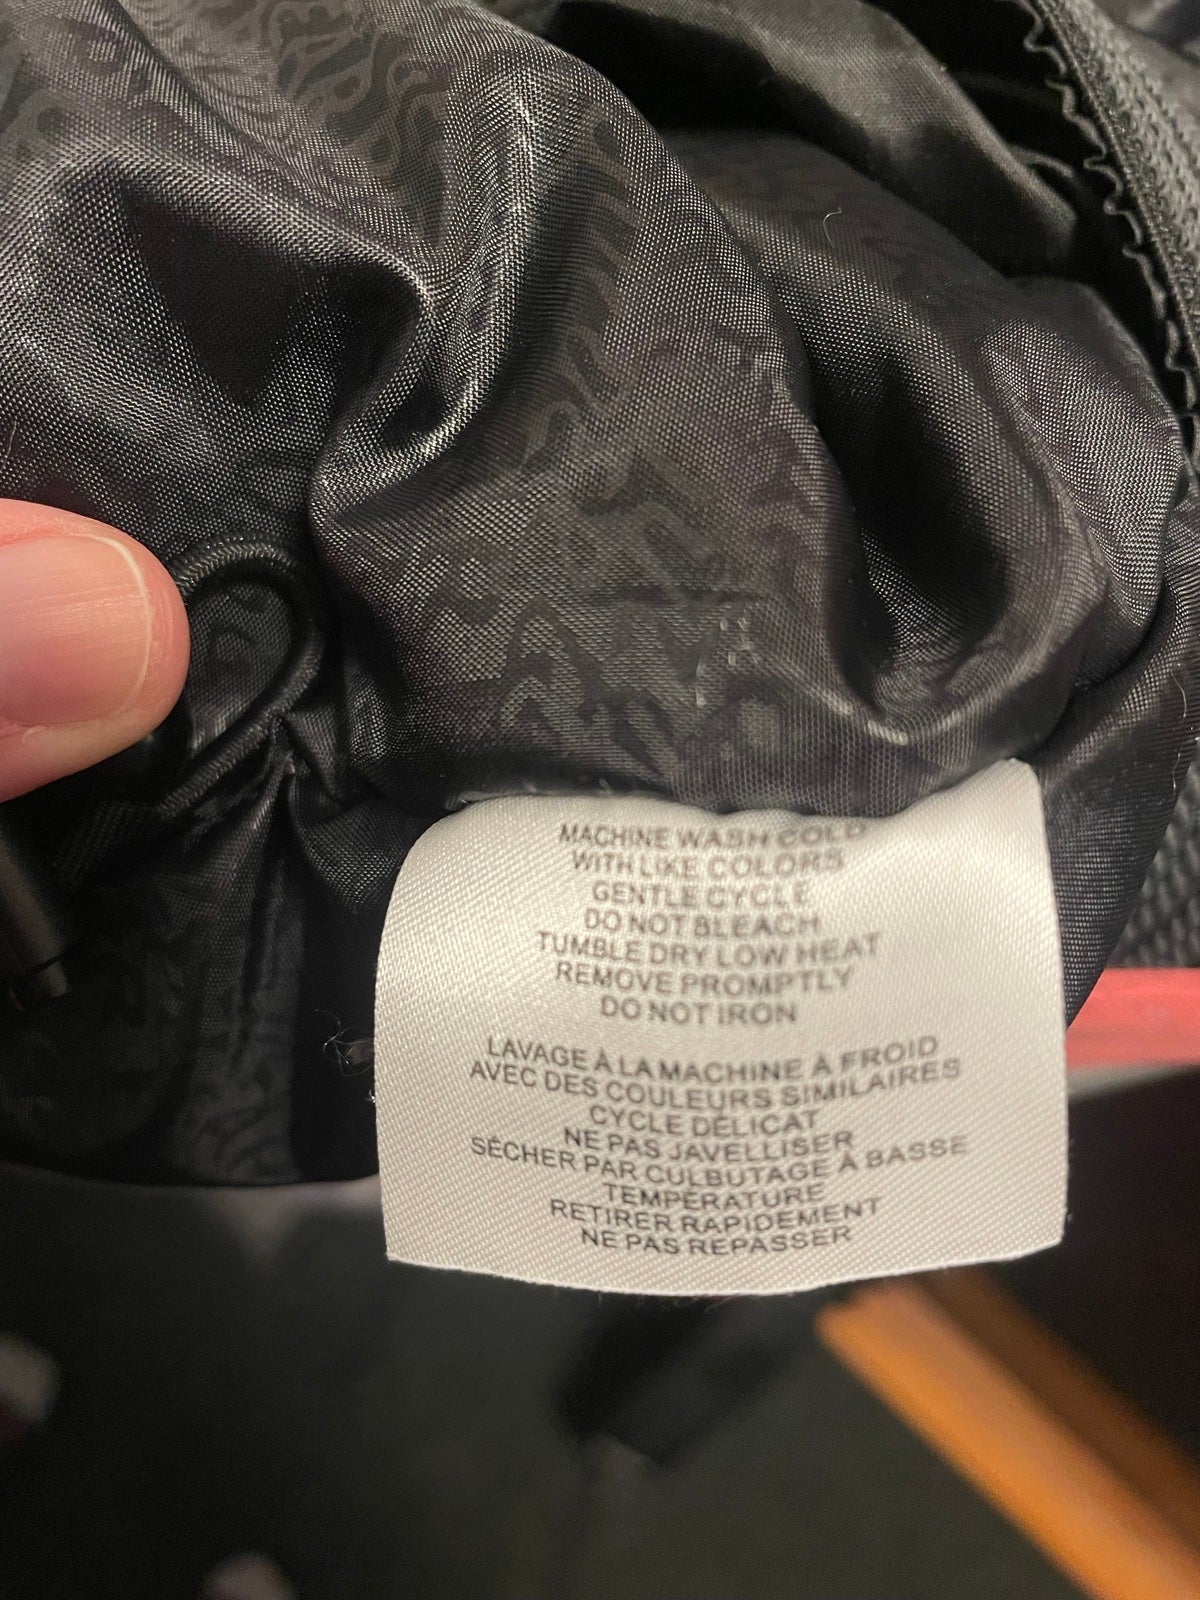 MACHINE WASH COLD
WITH LIKE COLORS
GENTLE CYCLE
DO NOT BLEACH
TUMBLE DRY LOW HEAT
REMOVE PROMPTLY
DO NOT IRON
LAVAGE À LA MACHINE À FROID
AVEC DES COULEURS SIMILAIRES
CYCLE DÉLICAT
NE PAS JAVELLISER
SÉCHER PAR CULBUTAGE À BASSE
TEMPÉRATURE
RETIRER RAPIDEMENT
NE PAS REPASSER